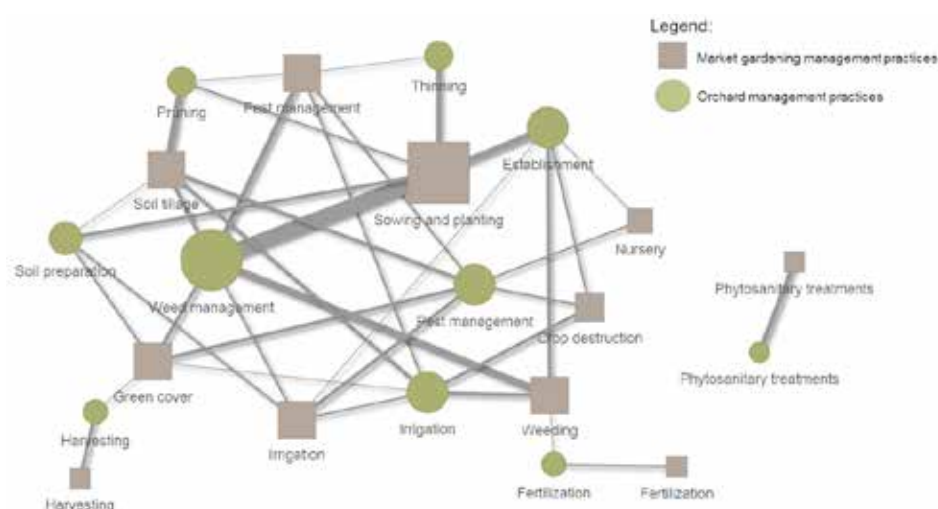 Legend:
Market gardening management practices
Orchard management practices
Thinning
Pest management
Pruning
Establishment
Soil tillage
Sowing and planting
Nursery
Soil preparation
Phytosanitary treatments
Weed management
Pest management
Crop destruction
Phytosanitary treatments
Green cover
Irrigation
Weeding
Harvesting
Irrigation
Fertilization
Fertilization
Harvesting